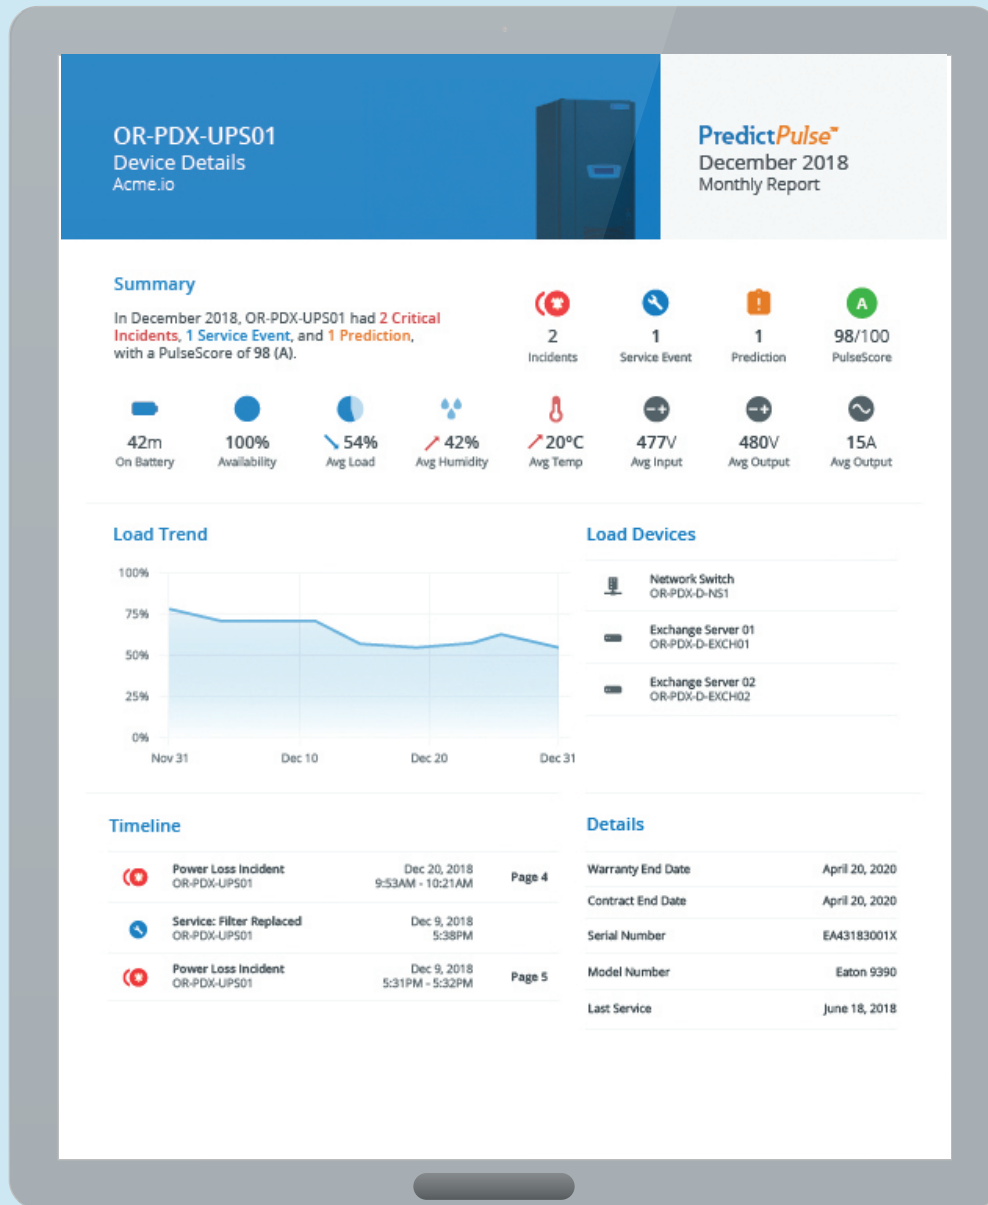 OR-PDX-UPS01
Device Details
Acme.io
PredictPulse™
December 2018
Monthly Report
Summary
In December 2018, OR-PDX-UPS01 had 2 Critical
Incidents, 1 Service Event, and 1 Prediction,
with a PulseScore of 98 (A).
2
Incidents
1
Service Event
1
Prediction
A
98/100
PulseScore
42m
On Battery
100%
Availability
54%
Avg Load
42%
Avg Humidity
20°C
Avg Temp
477V
Avg Input
480V
Avg Output
15A
Avg Output
Load Trend
100%
75%
50%
25%
0%
Nov 31
Dec 10
Dec 20
Dec 31
Load Devices
Network Switch
OR-PDX-D-NS1
Exchange Server 01
OR-PDX-D-EXCH01
Exchange Server 02
OR-PDX-D-EXCH02
Timeline
Power Loss Incident
OR-PDX-UPS01
Dec 20, 2018
9:53AM - 10:21AM
Page 4
Service: Filter Replaced
OR-PDX-UPS01
Dec 9, 2018
5:38PM
Power Loss Incident
OR-PDX-UPS01
Dec 9, 2018
5:31PM - 5:32PM
Page 5
Details
Warranty End Date April 20, 2020
Contract End Date April 20, 2020
Serial Number EA43183001X
Model Number Eaton 9390
Last Service June 18, 2018